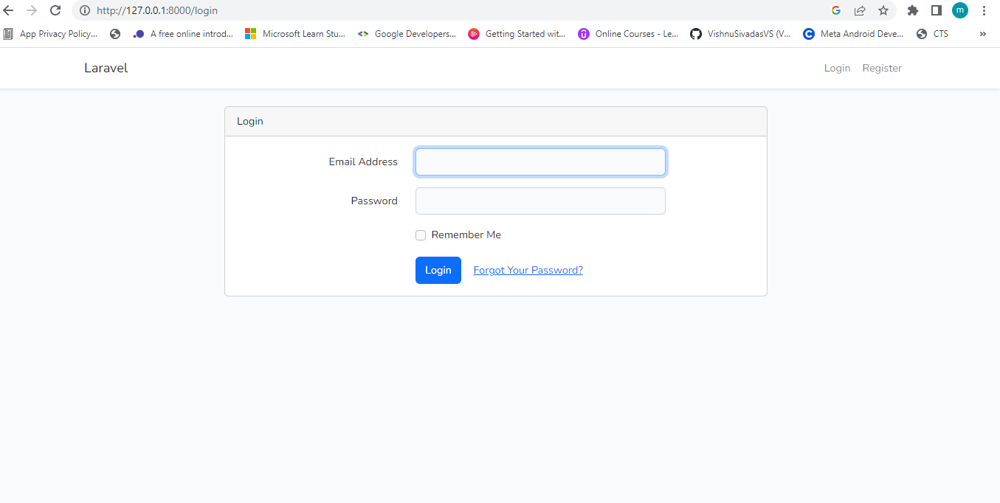 http://127.0.0.1:8000/login
G m
App Privacy Policy... A free online introd... Microsoft Learn Stu... Google Developers... Getting Started wit... Online Courses - Le... VishnuSivadasVS (V... C Meta Android Deve... CTS »
Laravel Login Register
Login
Email Address
Password
Remember Me
Login Forgot Your Password?